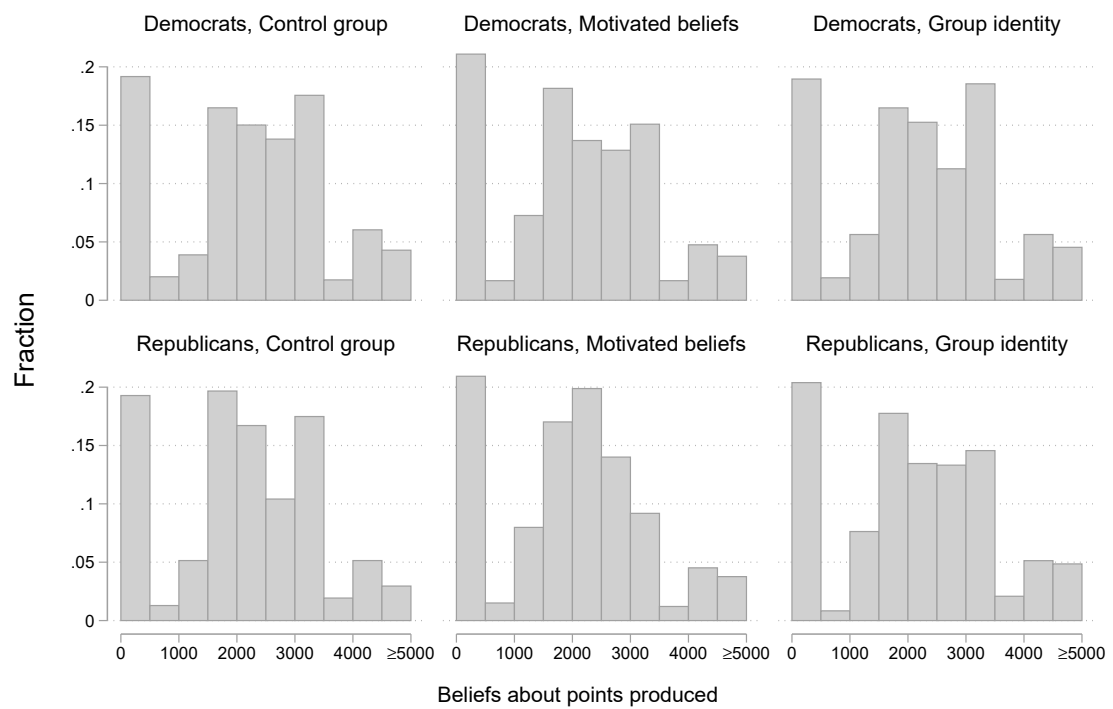 Democrats, Control group
Democrats, Motivated beliefs
Democrats, Group identity
.2
.15
.1
.05
0
Fraction
Republicans, Control group
Republicans, Motivated beliefs
Republicans, Group identity
.2
.15
.1
.05
0
0 1000 2000 3000 4000 ≥5000
0 1000 2000 3000 4000 ≥5000
0 1000 2000 3000 4000 ≥5000
Beliefs about points produced